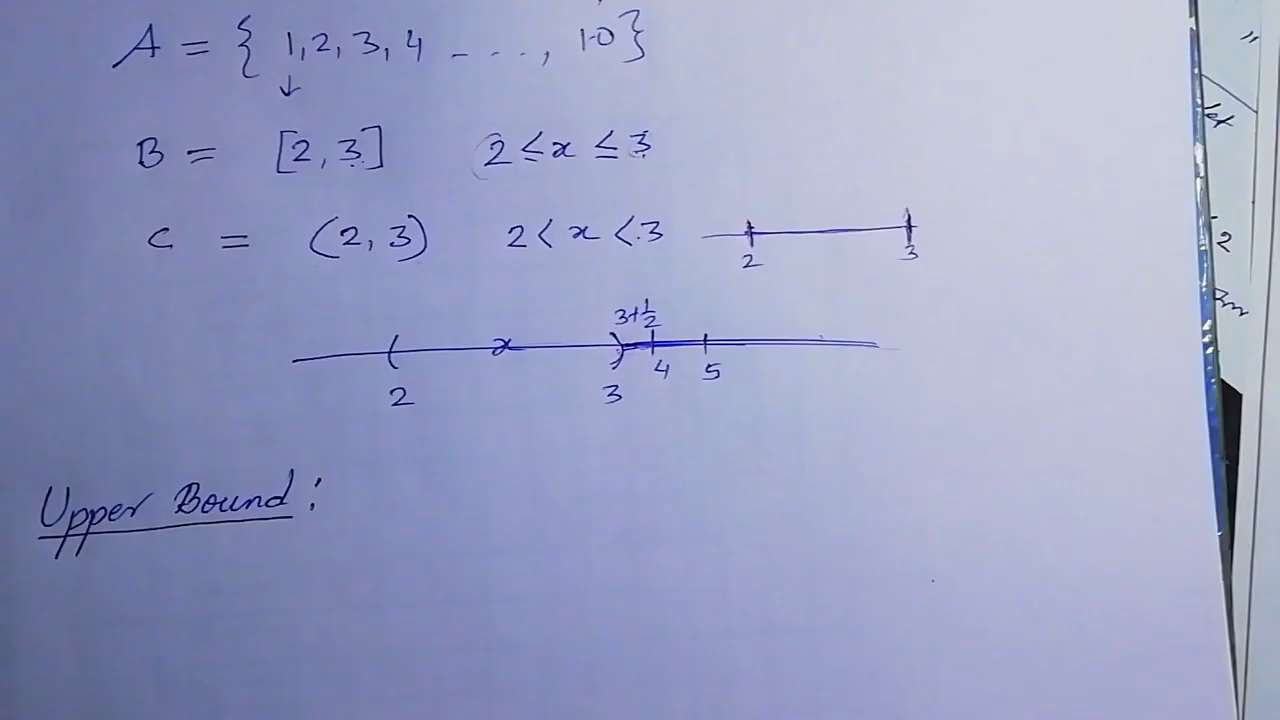 A = { 1, 2, 3, 4 - - - . , 10 }
↓
B = [2, 3] 2 ≤ x ≤ 3
C = (2, 3) 2 < x < 3
2 3
3+1/2
( x )
2 3 4 5
Upper Bound :